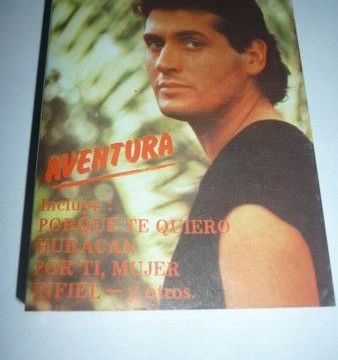 AVENTURA
Incluye:
PORQUE TE QUIERO
HURACAN
POR TI, MUJER
INFIEL — y otros.